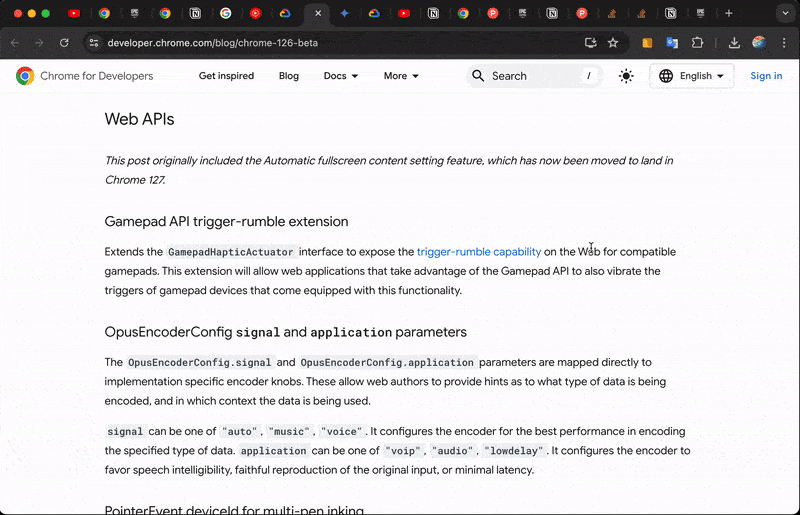 developer.chrome.com/blog/chrome-126-beta
Chrome for Developers
Get inspired
Blog
Docs
More
Search
/
English
Sign in
Web APIs
This post originally included the Automatic fullscreen content setting feature, which has now been moved to land in
Chrome 127.
Gamepad API trigger-rumble extension
Extends the GamepadHapticActuator interface to expose the trigger-rumble capability on the Web for compatible
gamepads. This extension will allow web applications that take advantage of the Gamepad API to also vibrate the
triggers of gamepad devices that come equipped with this functionality.
OpusEncoderConfig signal and application parameters
The OpusEncoderConfig.signal and OpusEncoderConfig.application parameters are mapped directly to
implementation specific encoder knobs. These allow web authors to provide hints as to what type of data is being
encoded, and in which context the data is being used.
signal can be one of "auto", "music", "voice". It configures the encoder for the best performance in encoding
the specified type of data. application can be one of "voip", "audio", "lowdelay". It configures the encoder to
favor speech intelligibility, faithful reproduction of the original input, or minimal latency.
PointerEvent deviceId for multi-pen inking